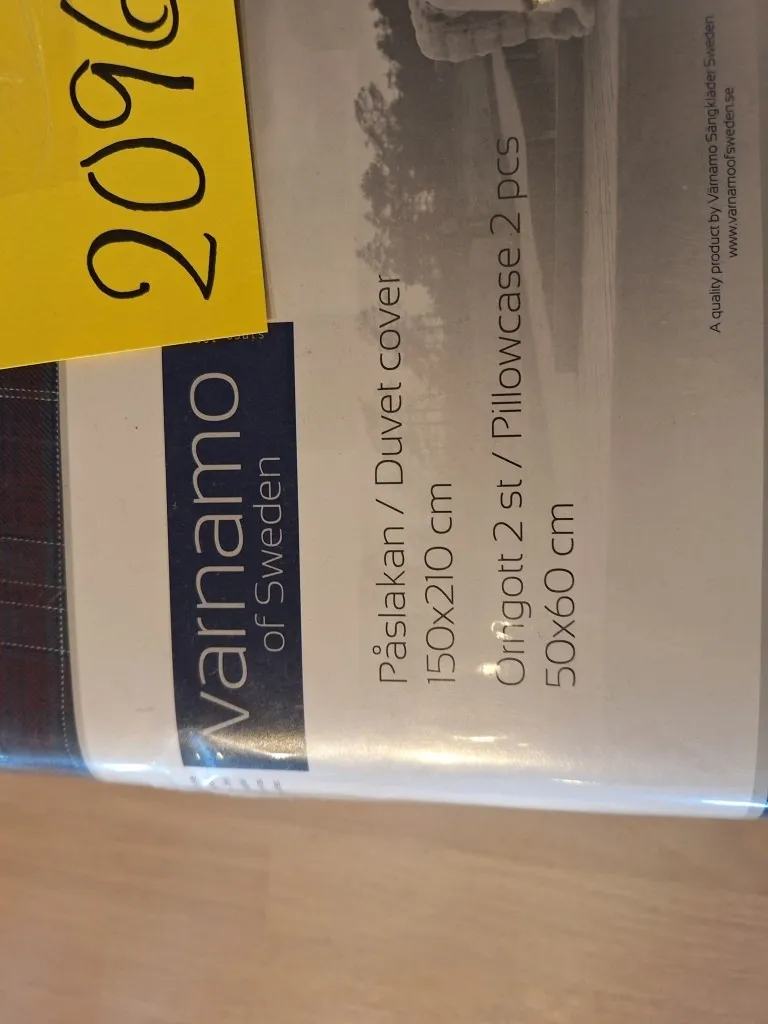 2096
varnamo
of Sweden
Påslakan / Duvet cover
150x210 cm
Örngott 2 st / Pillowcase 2 pcs
50x60 cm
A quality product by Värnamo Sängkläder Sweden
www.varnamoofsweden.se